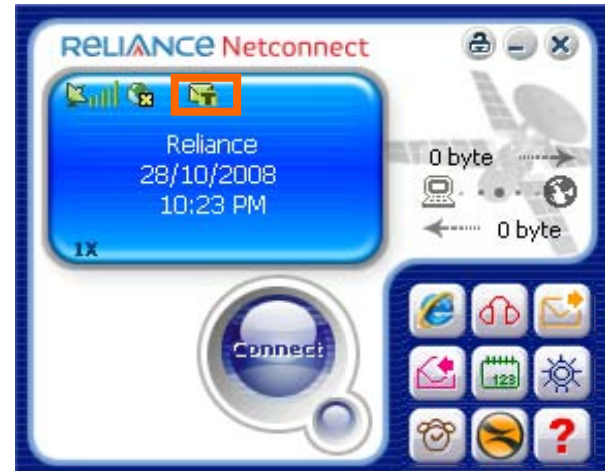 RELIANCE Netconnect
Reliance
28/10/2008
10:23 PM
1X
0 byte
0 byte
Connect
123
?